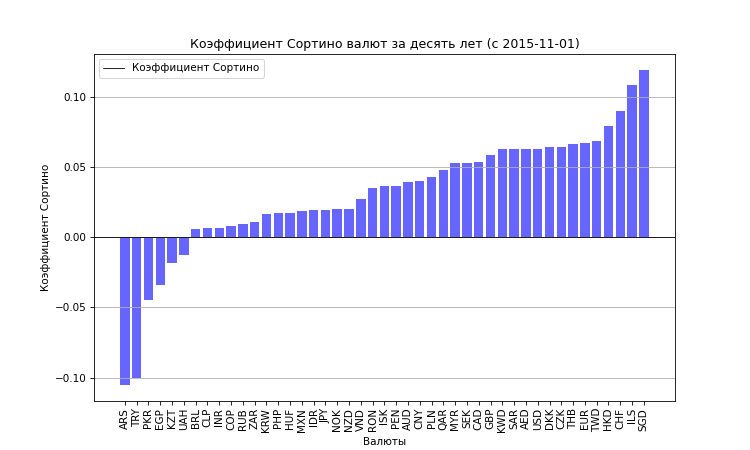 Коэффициент Сортино валют за десять лет (с 2015-11-01)
Коэффициент Сортино
Коэффициент Сортино
0.10
0.05
0.00
−0.05
−0.10
ARS TRY PKR EGP KZT UAH BRL CLP INR COP RUB ZAR KRW PHP HUF MXN IDR JPY NOK NZD VND RON ISK PEN AUD CNY PLN QAR MYR SEK CAD GBP KWD SAR AED USD DKK CZK THB EUR TWD HKD CHF ILS SGD
Валюты